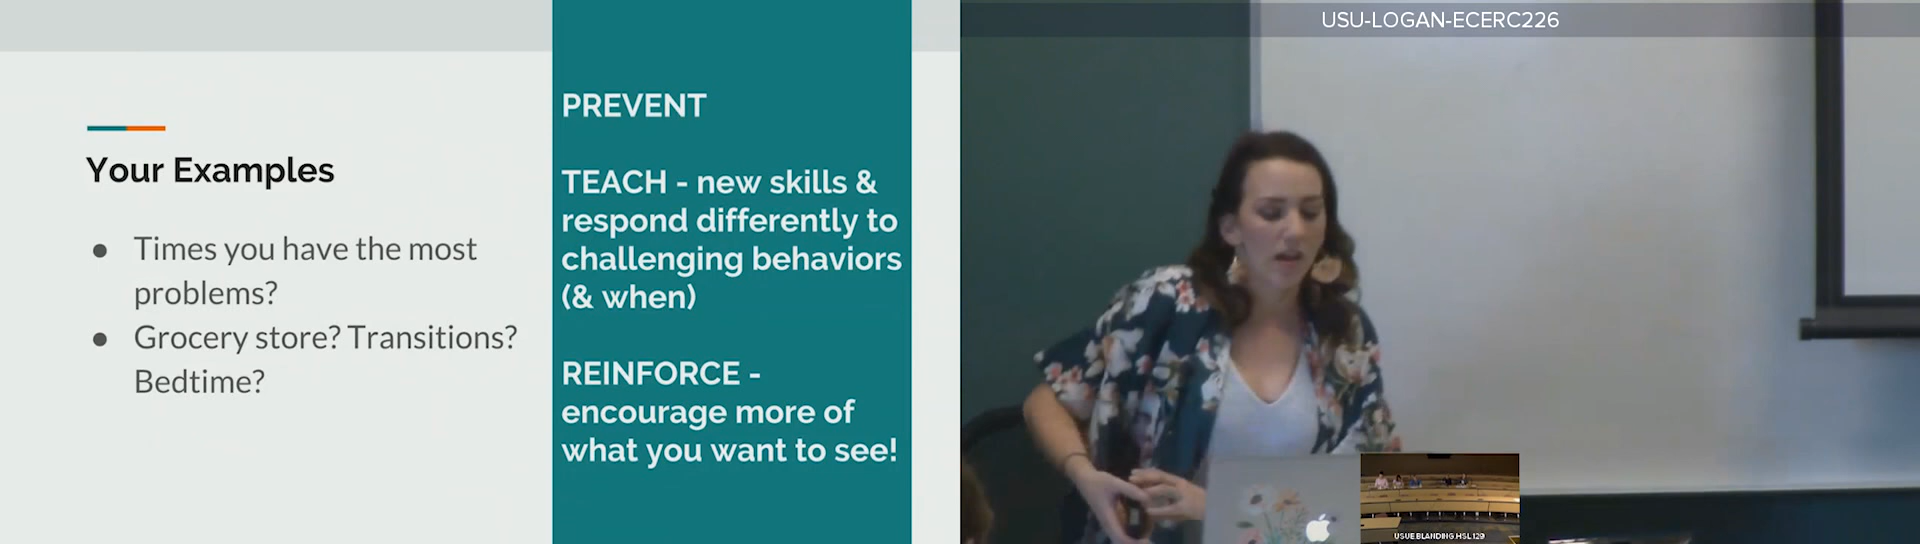 Your Examples
● Times you have the most
problems?
● Grocery store? Transitions?
Bedtime?
PREVENT
TEACH - new skills &
respond differently to
challenging behaviors
(& when)
REINFORCE -
encourage more of
what you want to see!
USU-LOGAN-ECERC226
USUE.BLANDING.HSL.129